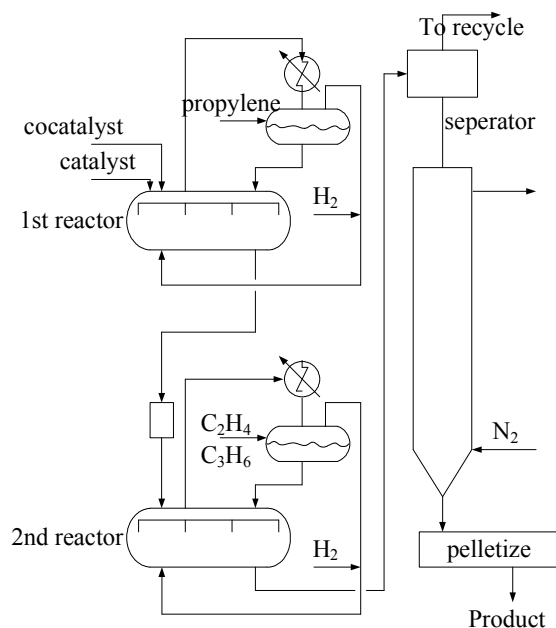 To recycle
propylene
seperator
cocatalyst
catalyst
1st reactor
H₂
C₂H₄
C₃H₆
N₂
2nd reactor
H₂
pelletize
Product